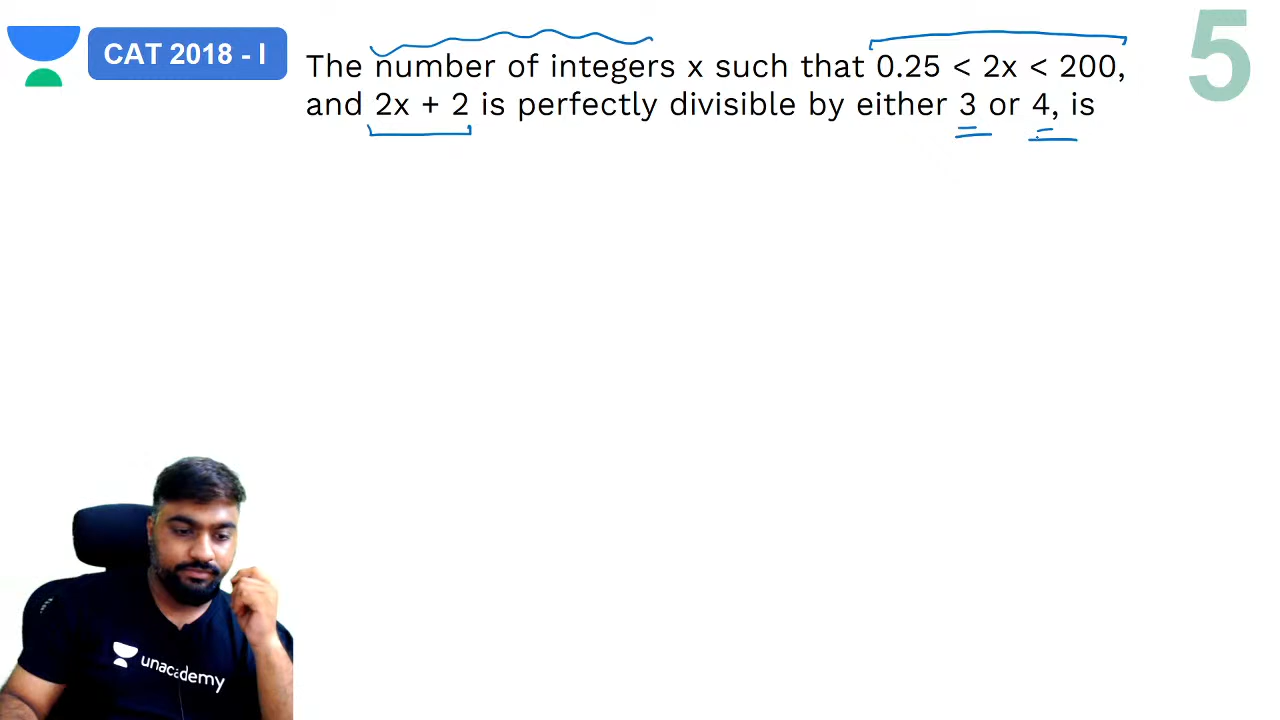 CAT 2018 - I
The number of integers x such that 0.25 < 2x < 200,
and 2x + 2 is perfectly divisible by either 3 or 4, is
5
unacademy